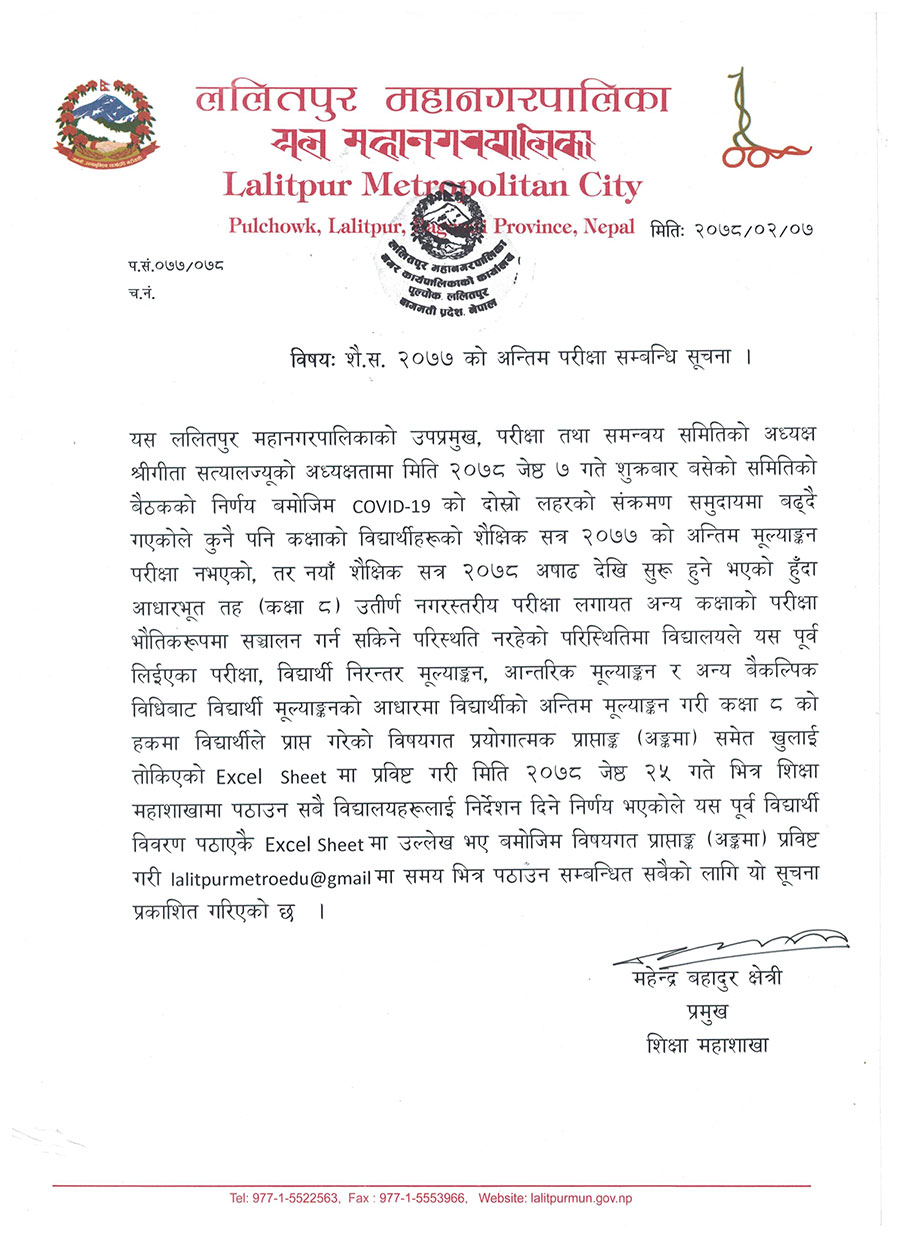 ललितपुर महानगरपालिका
Lalitpur Metropolitan City
Pulchowk, Lalitpur, Province, Nepal
मितिः २०७८/०२/०७
ललितपुर महानगरपालिका
नगर कार्यपालिकाको कार्यालय
पुल्चोक, ललितपुर
बागमती प्रदेश, नेपाल
प.सं.०७७/०७८
च.नं.
विषयः शै.स. २०७७ को अन्तिम परीक्षा सम्बन्धि सूचना ।
यस ललितपुर महानगरपालिकाको उपप्रमुख, परीक्षा तथा समन्वय समितिको अध्यक्ष
श्रीगीता सत्यालज्यूको अध्यक्षतामा मिति २०७८ जेष्ठ ७ गते शुक्रबार बसेको समितिको
बैठकको निर्णय बमोजिम COVID-19 को दोस्रो लहरको संक्रमण समुदायमा बढ्दै
गएकोले कुनै पनि कक्षाको विद्यार्थीहरूको शैक्षिक सत्र २०७७ को अन्तिम मूल्याङ्कन
परीक्षा नभएको, तर नयाँ शैक्षिक सत्र २०७८ अषाढ देखि सुरू हुने भएको हुँदा
आधारभूत तह (कक्षा ८) उतीर्ण नगरस्तरीय परीक्षा लगायत अन्य कक्षाको परीक्षा
भौतिकरूपमा सञ्चालन गर्न सकिने परिस्थति नरहेको परिस्थितिमा विद्यालयले यस पूर्व
लिईएका परीक्षा, विद्यार्थी निरन्तर मूल्याङ्कन, आन्तरिक मूल्याङ्कन र अन्य बैकल्पिक
विधिबाट विद्यार्थी मूल्याङ्कनको आधारमा विद्यार्थीको अन्तिम मूल्याङ्कन गरी कक्षा ८ को
हकमा विद्यार्थीले प्राप्त गरेको विषयगत प्रयोगात्मक प्राप्ताङ्क (अङ्कमा) समेत खुलाई
तोकिएको Excel Sheet मा प्रविष्ट गरी मिति २०७८ जेष्ठ २५ गते भित्र शिक्षा
महाशाखामा पठाउन सबै विद्यालयहरूलाई निर्देशन दिने निर्णय भएकोले यस पूर्व विद्यार्थी
विवरण पठाएकै Excel Sheet मा उल्लेख भए बमोजिम विषयगत प्राप्ताङ्क (अङ्कमा) प्रविष्ट
गरी lalitpurmetroedu@gmail मा समय भित्र पठाउन सम्बन्धित सबैको लागि यो सूचना
प्रकाशित गरिएको छ ।
महेन्द्र बहादुर क्षेत्री
प्रमुख
शिक्षा महाशाखा
Tel: 977-1-5522563, Fax : 977-1-5553966, Website: lalitpurmun.gov.np